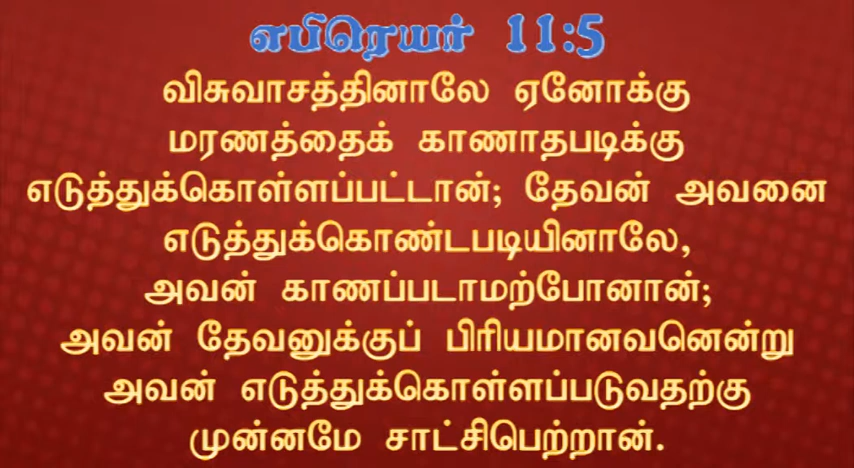 எபிரெயர் 11:5
விசுவாசத்தினாலே ஏனோக்கு
மரணத்தைக் காணாதபடிக்கு
எடுத்துக்கொள்ளப்பட்டான்; தேவன் அவனை
எடுத்துக்கொண்டபடியினாலே,
அவன் காணப்படாமற்போனான்;
அவன் தேவனுக்குப் பிரியமானவனென்று
அவன் எடுத்துக்கொள்ளப்படுவதற்கு
முன்னமே சாட்சிபெற்றான்.